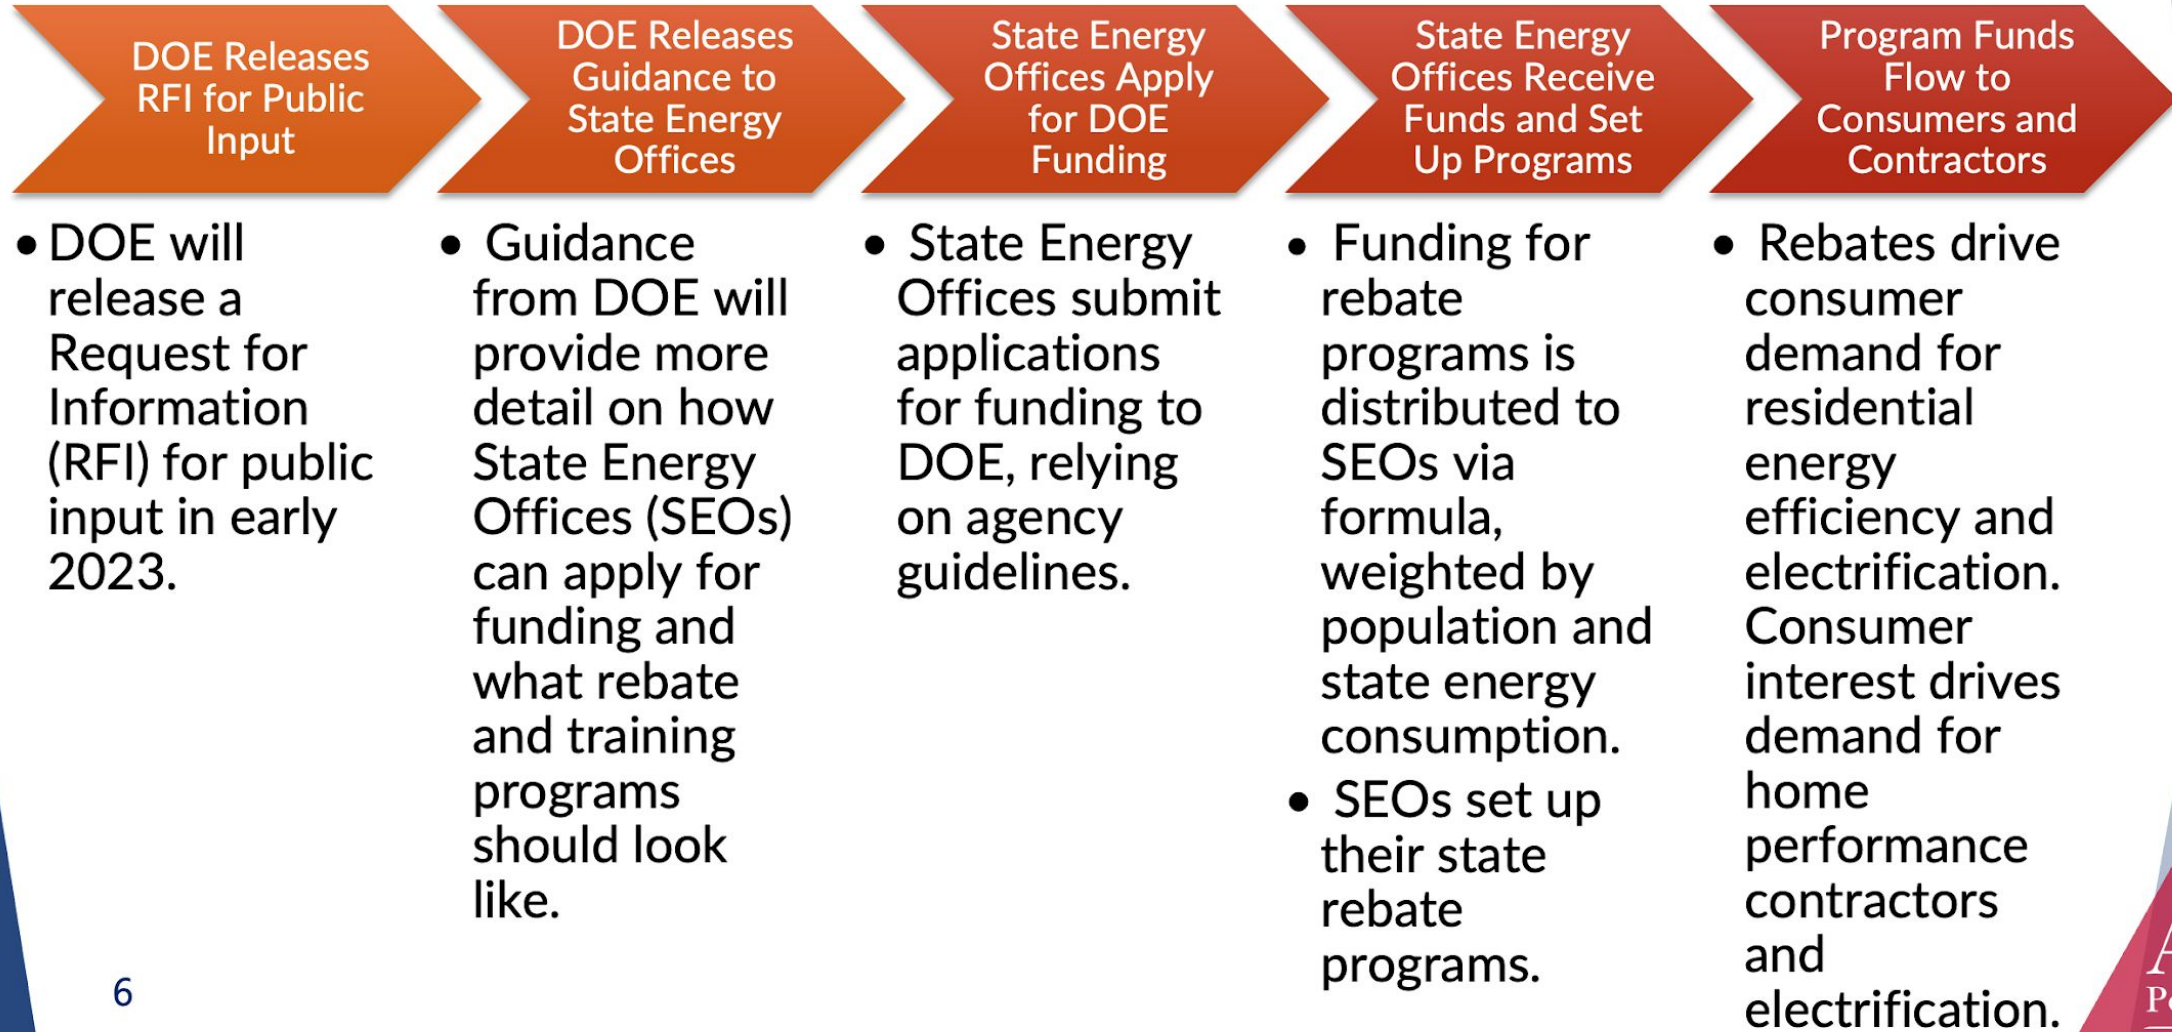 DOE Releases
RFI for Public
Input
DOE Releases
Guidance to
State Energy
Offices
State Energy
Offices Apply
for DOE
Funding
State Energy
Offices Receive
Funds and Set
Up Programs
Program Funds
Flow to
Consumers and
Contractors
• DOE will
release a
Request for
Information
(RFI) for public
input in early
2023.
• Guidance
from DOE will
provide more
detail on how
State Energy
Offices (SEOs)
can apply for
funding and
what rebate
and training
programs
should look
like.
• State Energy
Offices submit
applications
for funding to
DOE, relying
on agency
guidelines.
• Funding for
rebate
programs is
distributed to
SEOs via
formula,
weighted by
population and
state energy
consumption.
• SEOs set up
their state
rebate
programs.
• Rebates drive
consumer
demand for
residential
energy
efficiency and
electrification.
Consumer
interest drives
demand for
home
performance
contractors
and
electrification.
6